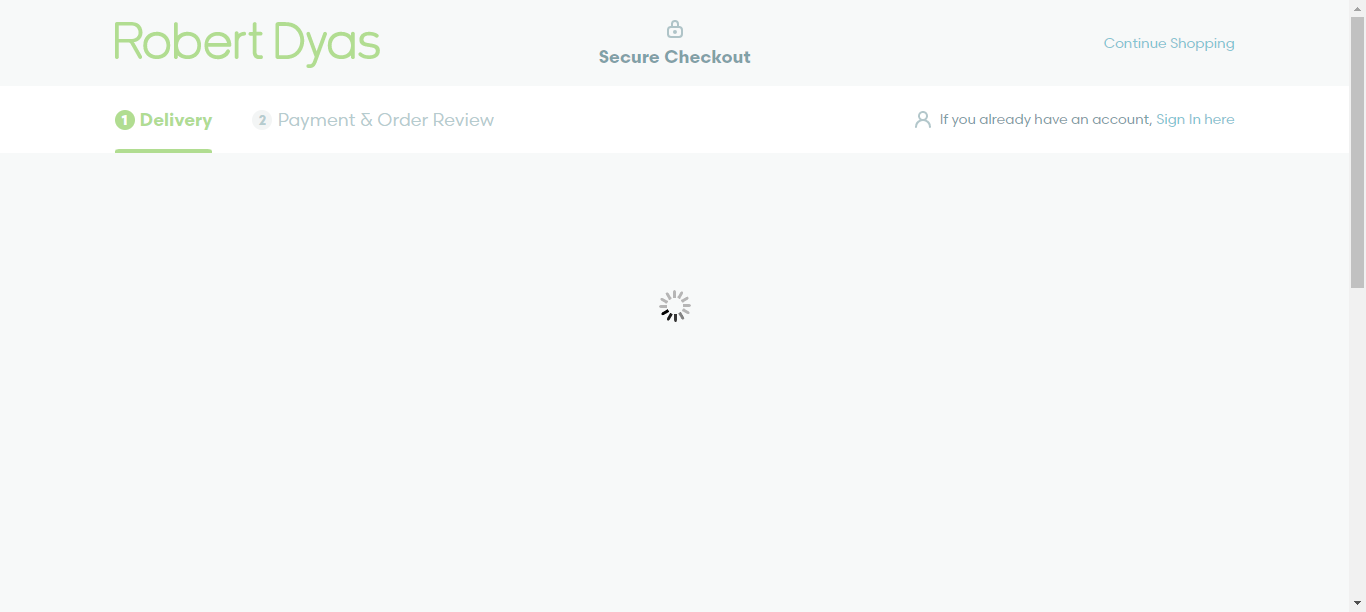 Robert Dyas
Secure Checkout
Continue Shopping
1 Delivery
2 Payment & Order Review
If you already have an account, Sign In here